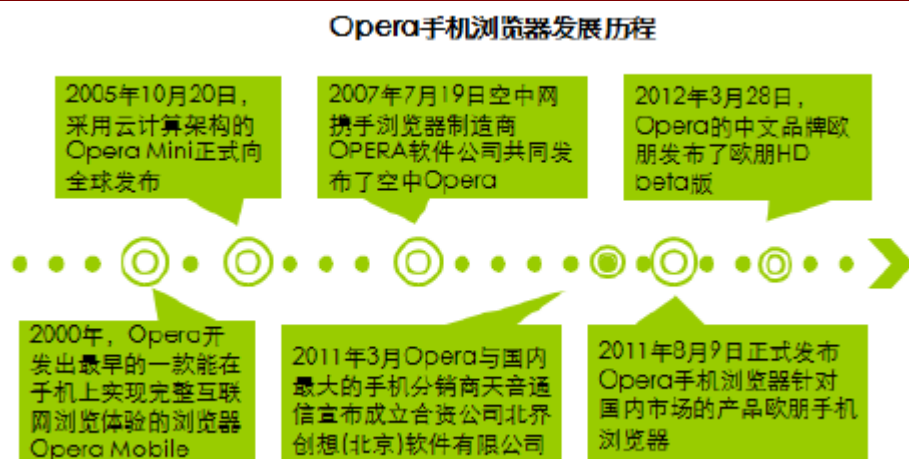 Opera手机浏览器发展历程
2005年10月20日，
采用云计算架构的
Opera Mini正式向
全球发布
2007年7月19日空中网
携手浏览器制造商
OPERA软件公司共同发
布了空中Opera
2012年3月28日，
Opera的中文品牌欧
朋发布了欧朋HD
beta版
2000年，Opera开
发出最早的一款能在
手机上实现完整互联
网浏览体验的浏览器
Opera Mobile
2011年3月Opera与国内
最大的手机分销商天音通
信宣布成立合资公司北界
创想(北京)软件有限公司
2011年8月9日正式发布
Opera手机浏览器针对
国内市场的产品欧朋手机
浏览器